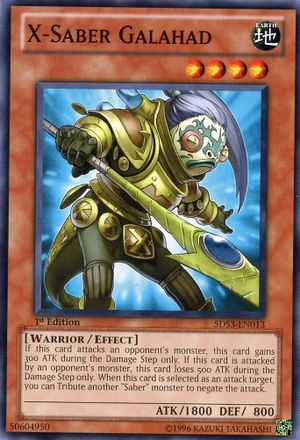 X-Saber Galahad
EARTH
地
1st Edition
5DS3-EN013
[WARRIOR / EFFECT]
If this card attacks an opponent's monster, this card gains
300 ATK during the Damage Step only. If this card is attacked
by an opponent's monster, this card loses 500 ATK during
the Damage Step only. When this card is selected as an attack target,
you can Tribute another "Saber" monster to negate the attack.
ATK/1800 DEF/ 800
50604950
©1996 KAZUKI TAKAHASHI